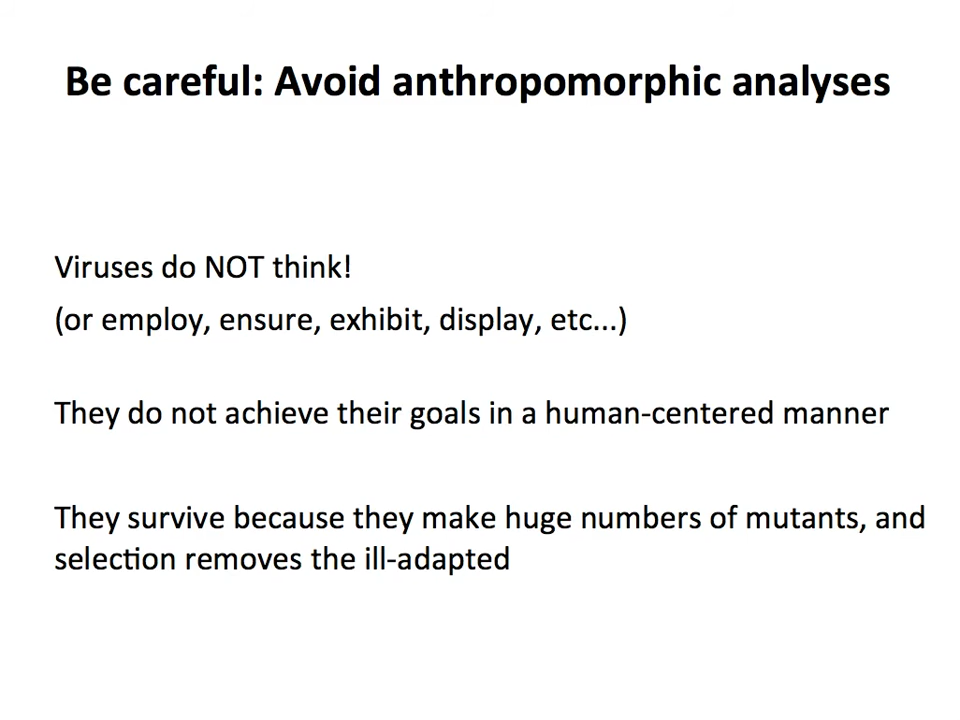 Be careful: Avoid anthropomorphic analyses
Viruses do NOT think!
(or employ, ensure, exhibit, display, etc...)
They do not achieve their goals in a human-centered manner
They survive because they make huge numbers of mutants, and
selection removes the ill-adapted